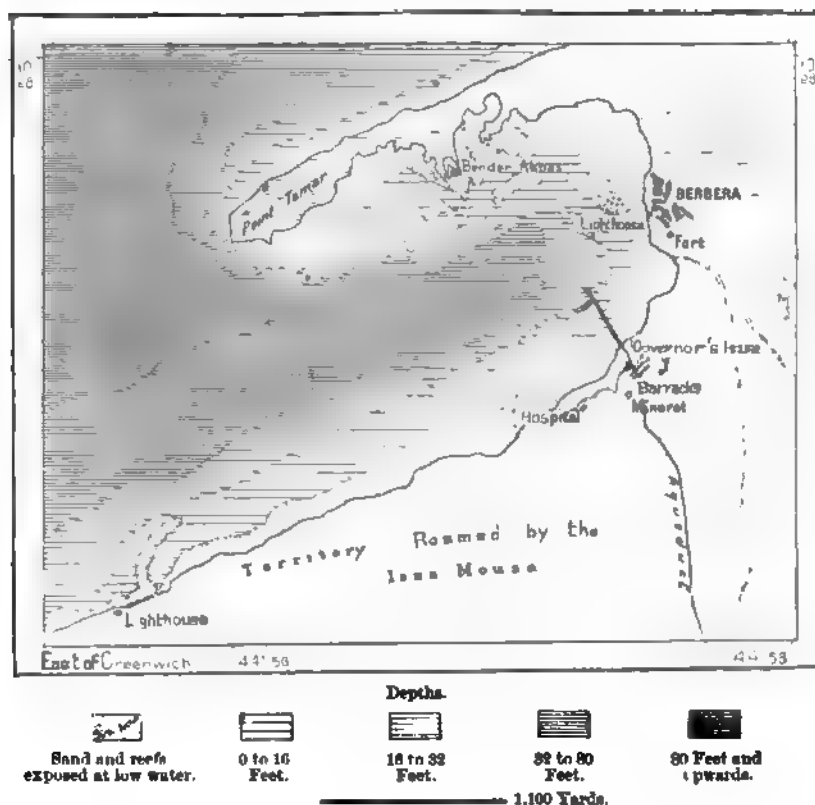 Point Tamar
Bender Abbas
BERBERA
Lighthouse
Fort
Governor's House
Barracks
Minaret
Hospital
Territory Roamed by the
Issa Mousa
Lighthouse
East of Greenwich
Depths.
Sand and reefs
exposed at low water.
0 to 16
Feet.
16 to 32
Feet.
32 to 80
Feet.
80 Feet and
upwards.
1,100 Yards.